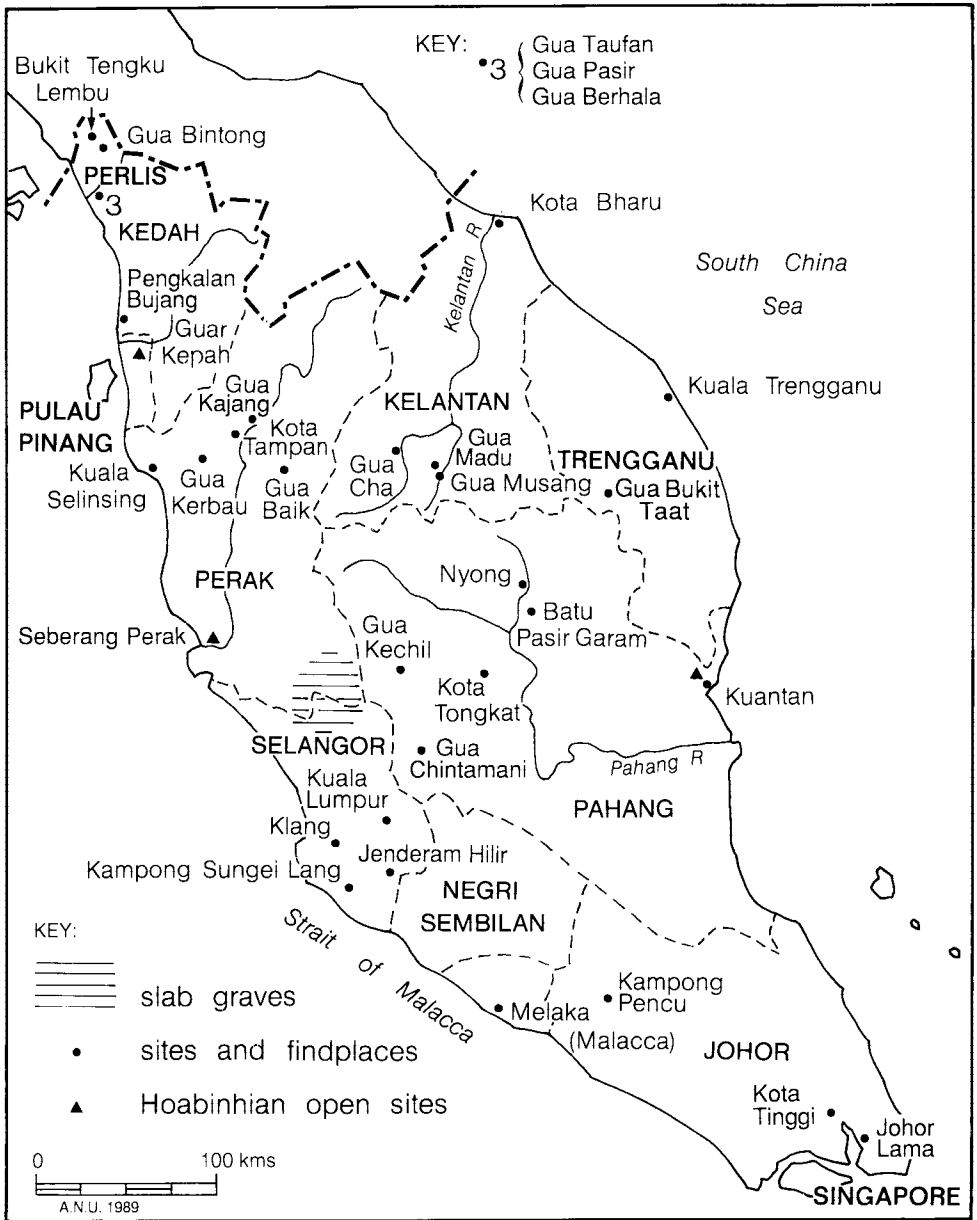 KEY:
3
Gua Taufan
Gua Pasir
Gua Berhala
Bukit Tengku
Lembu
Gua Bintong
PERLIS
3
KEDAH
Kota Bharu
Kelantan R
South China
Sea
Pengkalan
Bujang
Guar
Kepah
Gua
Kajang
PULAU
PINANG
Kota
Tampan
KELANTAN
Kuala Trengganu
Kuala
Selinsing
Gua
Kerbau
Gua
Baik
Gua
Cha
Gua
Madu
Gua Musang
TRENGGANU
Gua Bukit
Taat
PERAK
Nyong
Batu
Pasir Garam
Seberang Perak
Gua
Kechil
Kota
Tongkat
Kuantan
SELANGOR
Gua
Chintamani
Pahang R
PAHANG
Kuala
Lumpur
Klang
Jenderam Hilir
Kampong Sungei Lang
NEGRI
SEMBILAN
Strait of Malacca
Kampong
Pencu
Melaka
(Malacca)
JOHOR
Kota
Tinggi
Johor
Lama
SINGAPORE
KEY:
slab graves
sites and findplaces
Hoabinhian open sites
0 100 kms
A.N.U. 1989